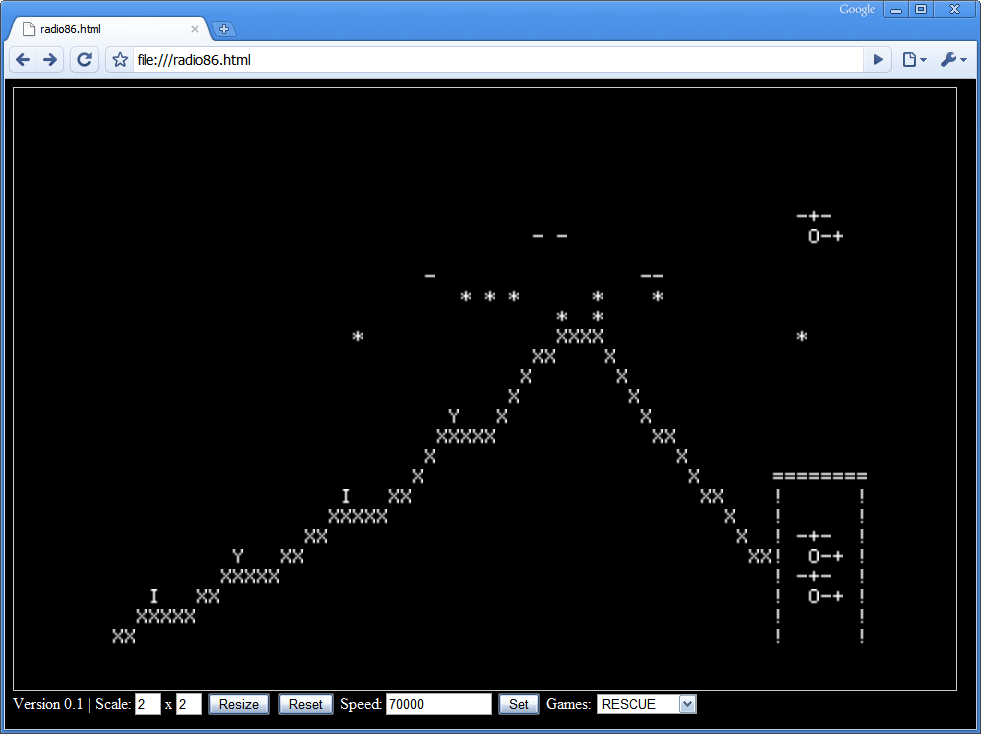 Google
radio86.html
file:///radio86.html
-+-
- - O-+
- --
* * * * *
* *
* XXXX *
XX X
X X
X X
Y X X
XXXXX XX
X X
X X ========
I XX XX ! !
XXXXX X ! !
XX X ! -+- !
Y XX XX! O-+ !
XXXXX ! -+- !
I XX ! O-+ !
XXXXX ! !
XX ! !
Version 0.1 | Scale: 2 x 2 Resize Reset Speed: 70000 Set Games: RESCUE